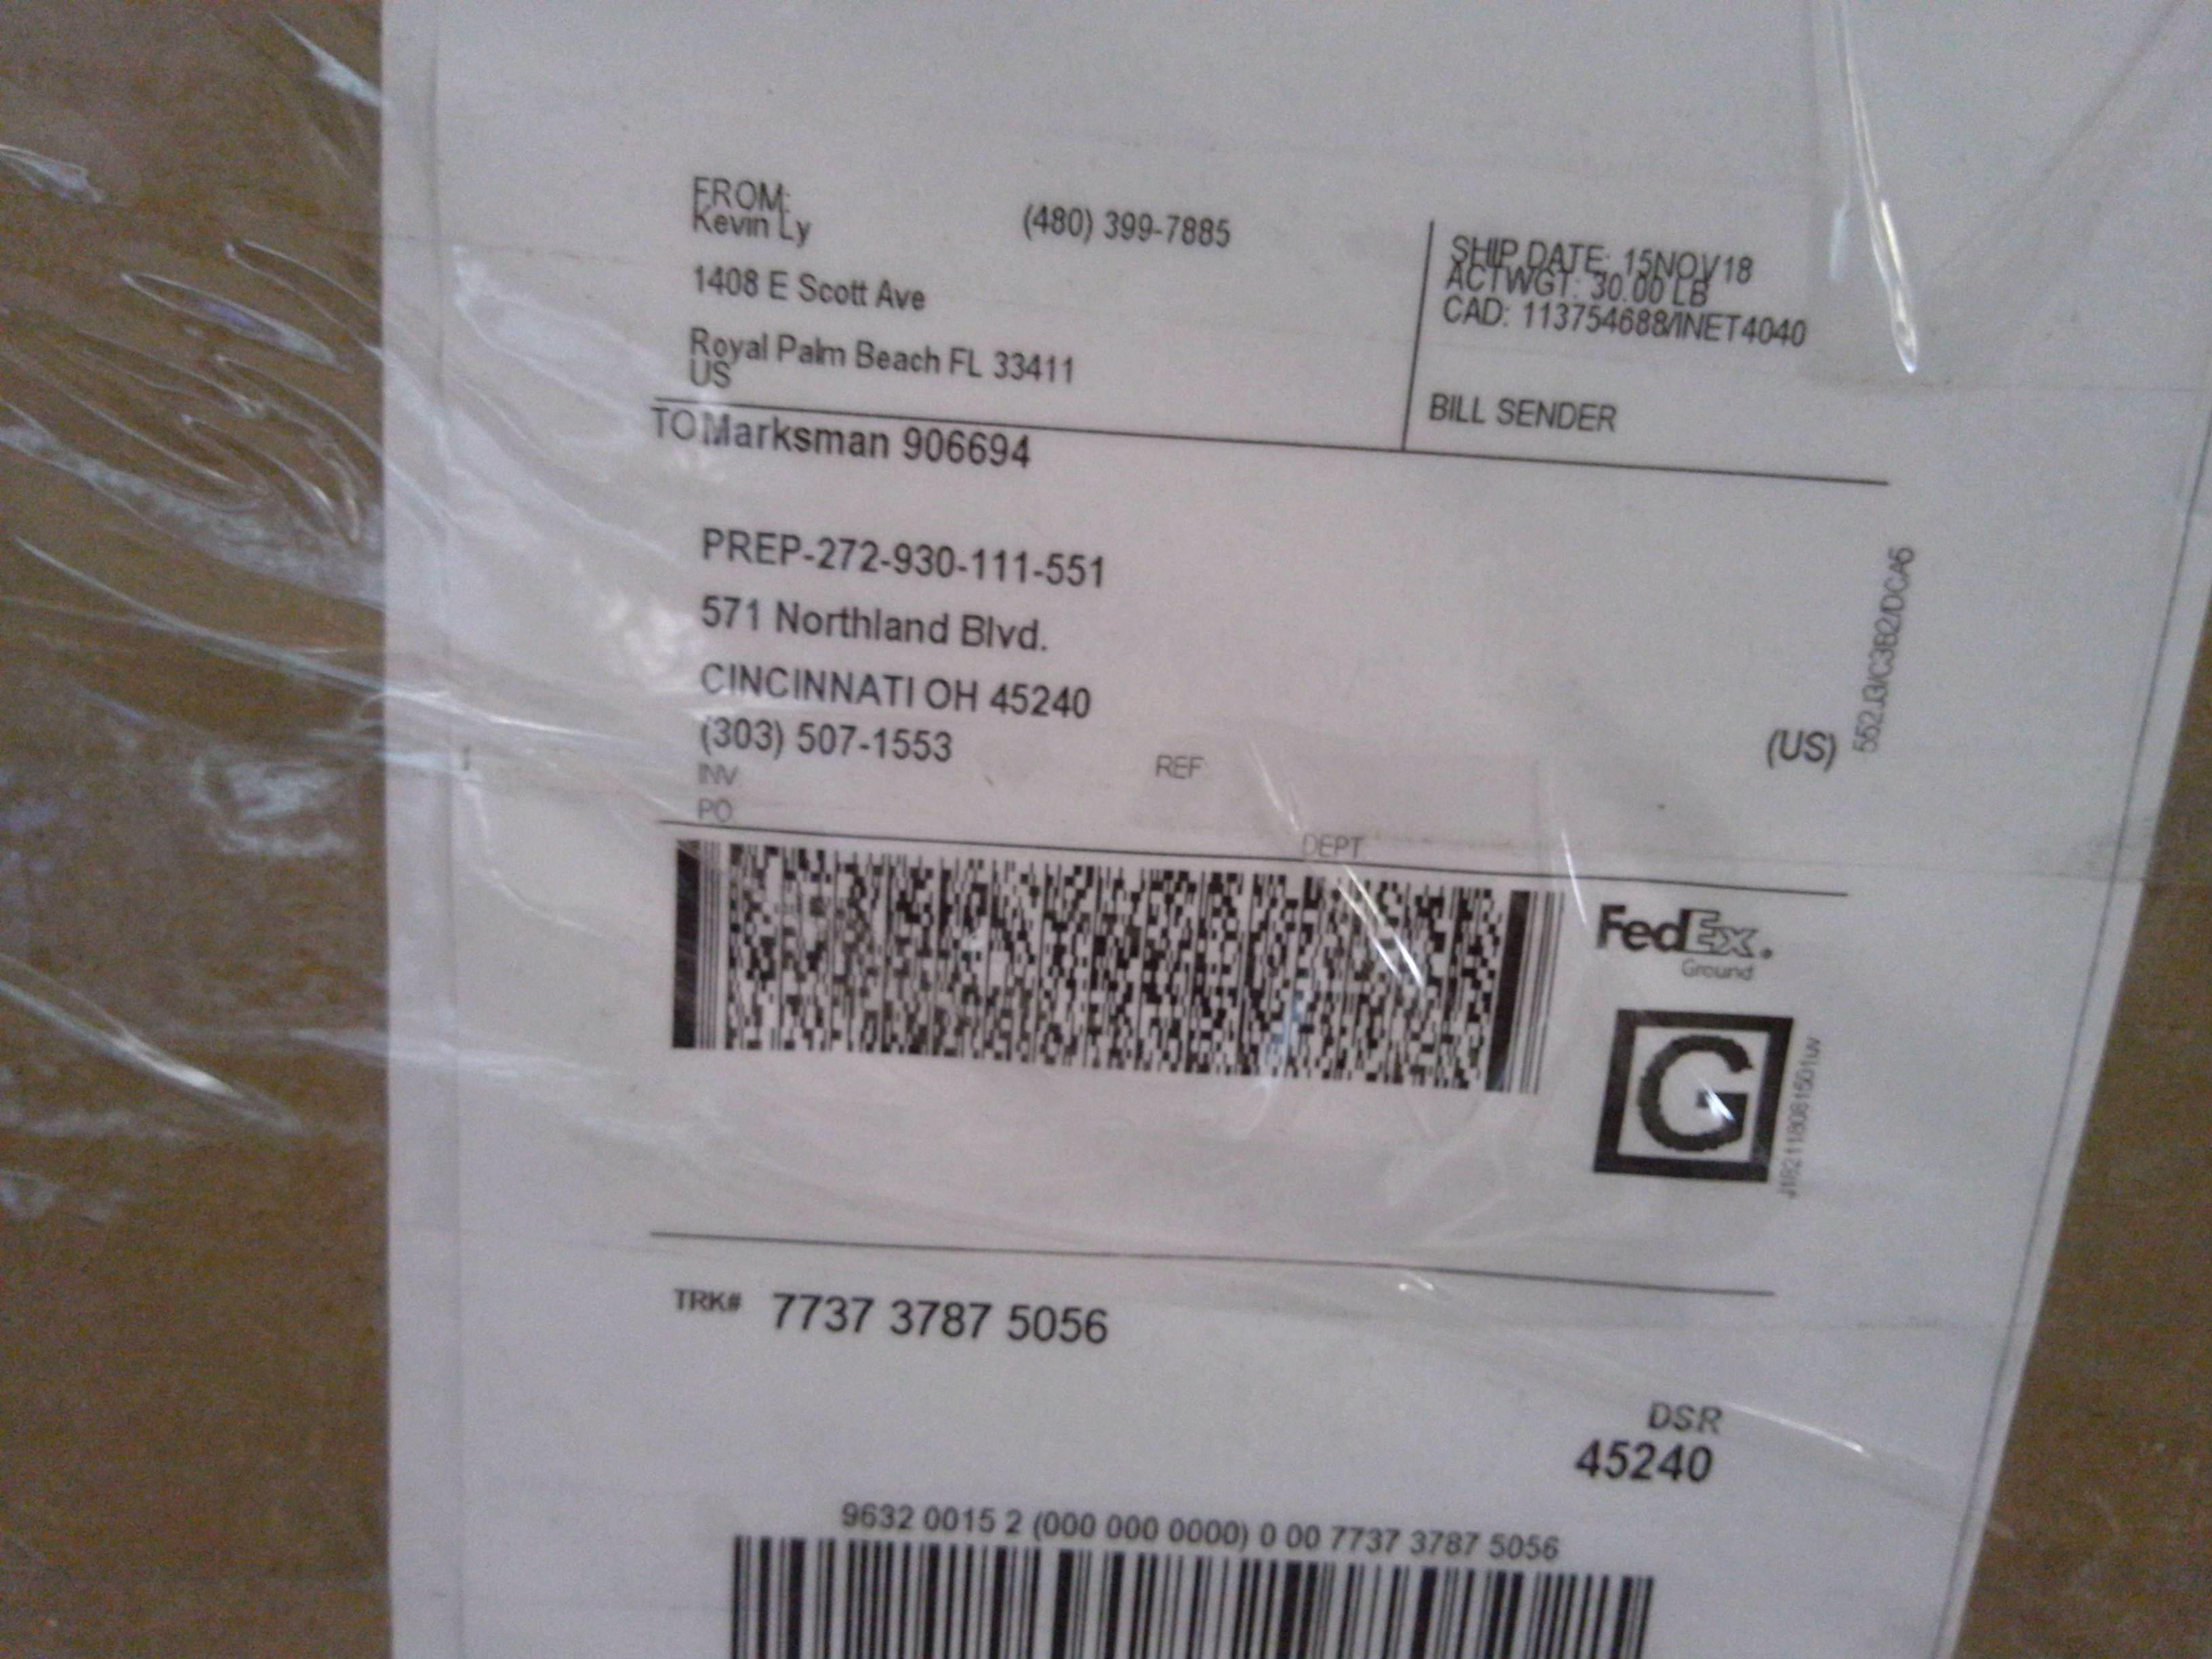 FROM:
Kevin Ly (480) 399-7885
1408 E Scott Ave
Royal Palm Beach FL 33411
US
SHIP DATE: 15NOV18
ACTWGT: 30.00 LB
CAD: 113754688/INET4040
BILL SENDER
TO Marksman 906694
PREP-272-930-111-551
571 Northland Blvd.
CINCINNATI OH 45240
(303) 507-1553
(US)
INV:
REF:
PO:
DEPT:
552J3/C3B2/DCA5
FedEx.
Ground
G
TRK# 7737 3787 5056
DSR
45240
9632 0015 2 (000 000 0000) 0 00 7737 3787 5056